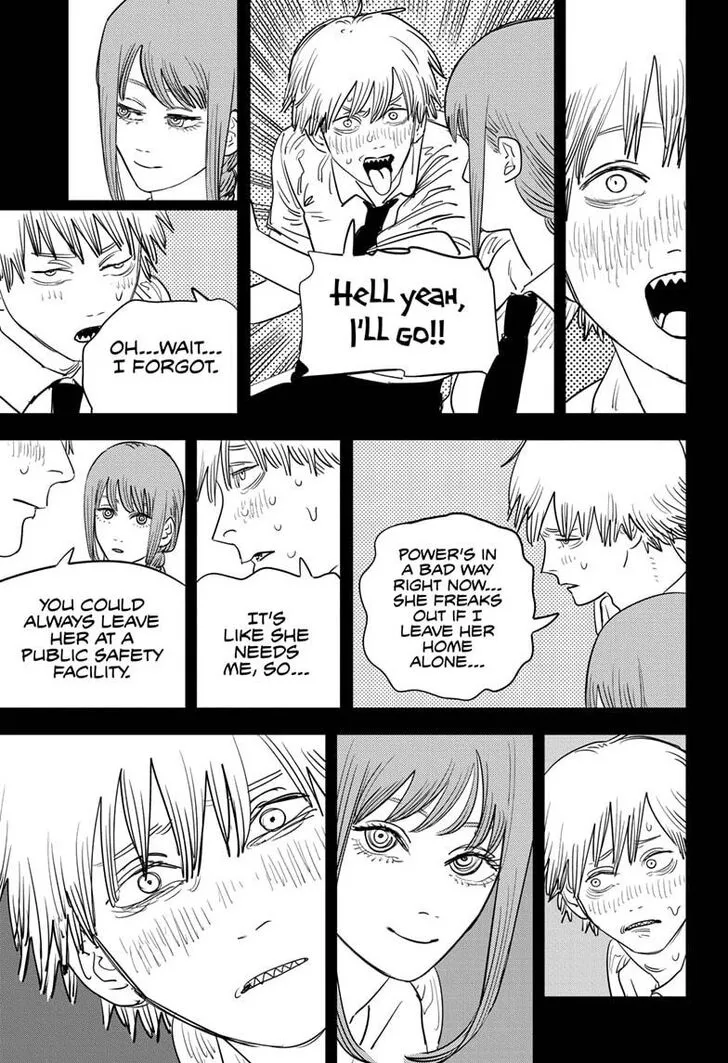 HELL YEAH,
I'LL GO!!
OH...WAIT...
I FORGOT.
POWER'S IN
A BAD WAY
RIGHT NOW...
SHE FREAKS
OUT IF I
LEAVE HER
HOME
ALONE...
IT'S
LIKE SHE
NEEDS
ME, SO...
YOU COULD
ALWAYS LEAVE
HER AT A
PUBLIC SAFETY
FACILITY.